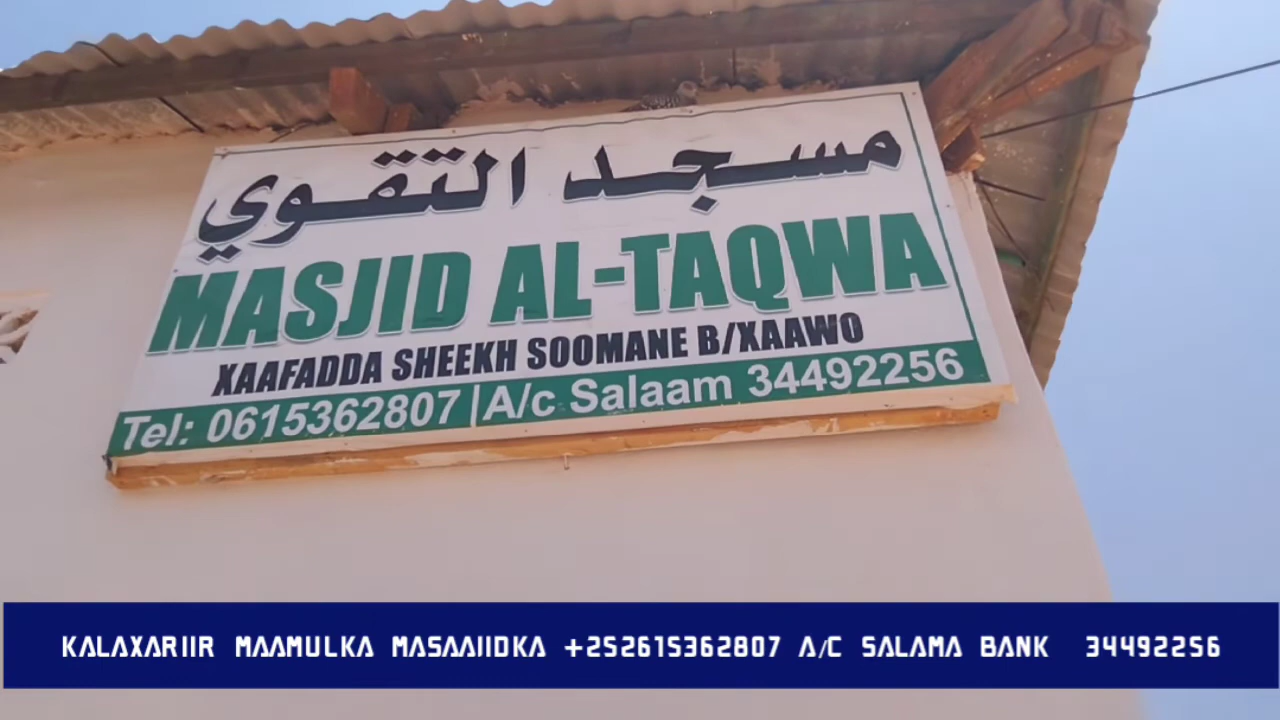 مسجد التقوي
MASJID AL-TAQWA
XAAFADDA SHEEKH SOOMANE B/XAAWO
Tel: 0615362807 | A/c Salaam 34492256
KALAXARIIR MAAMULKA MASAAIIDKA +252615362807 A/C SALAMA BANK 34492256